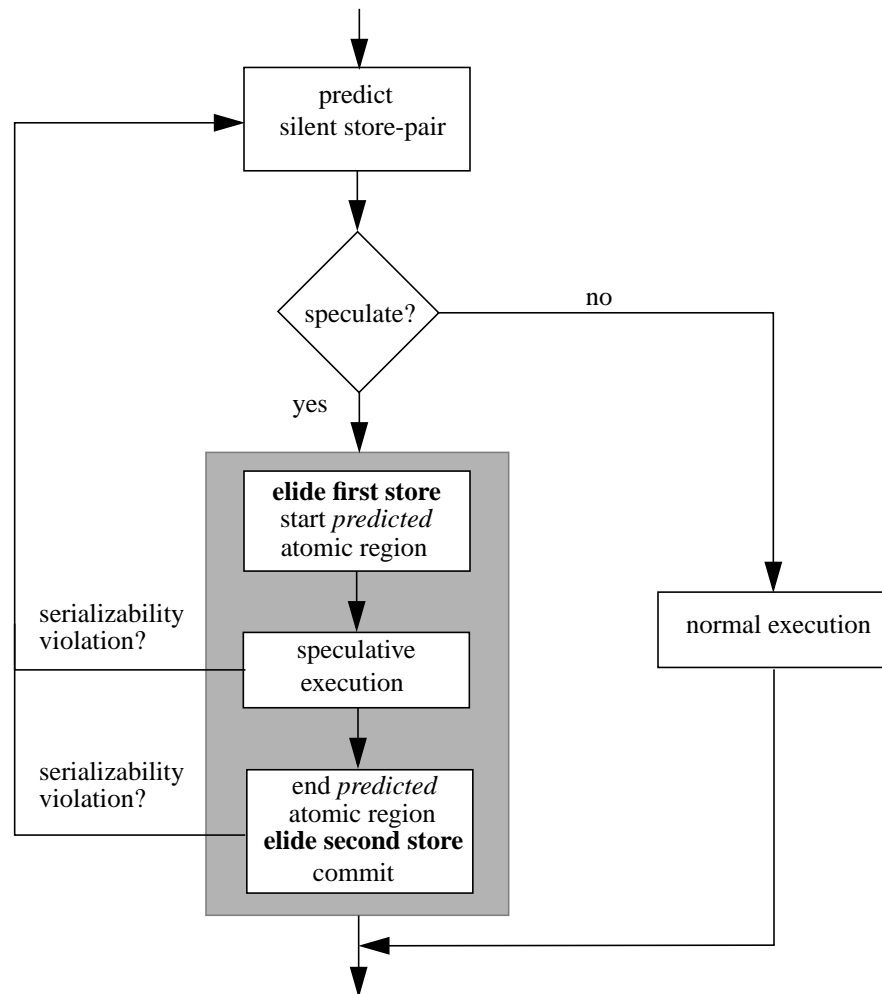 predict
silent store-pair
speculate?
no
yes
elide first store
start predicted
atomic region
serializability
violation?
speculative
execution
normal execution
serializability
violation?
end predicted
atomic region
elide second store
commit